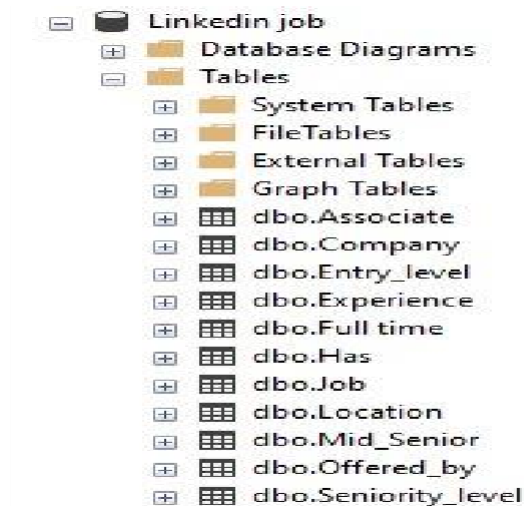 Linkedin job
Database Diagrams
Tables
System Tables
FileTables
External Tables
Graph Tables
dbo.Associate
dbo.Company
dbo.Entry_level
dbo.Experience
dbo.Full time
dbo.Has
dbo.Job
dbo.Location
dbo.Mid_Senior
dbo.Offered_by
dbo.Seniority_level